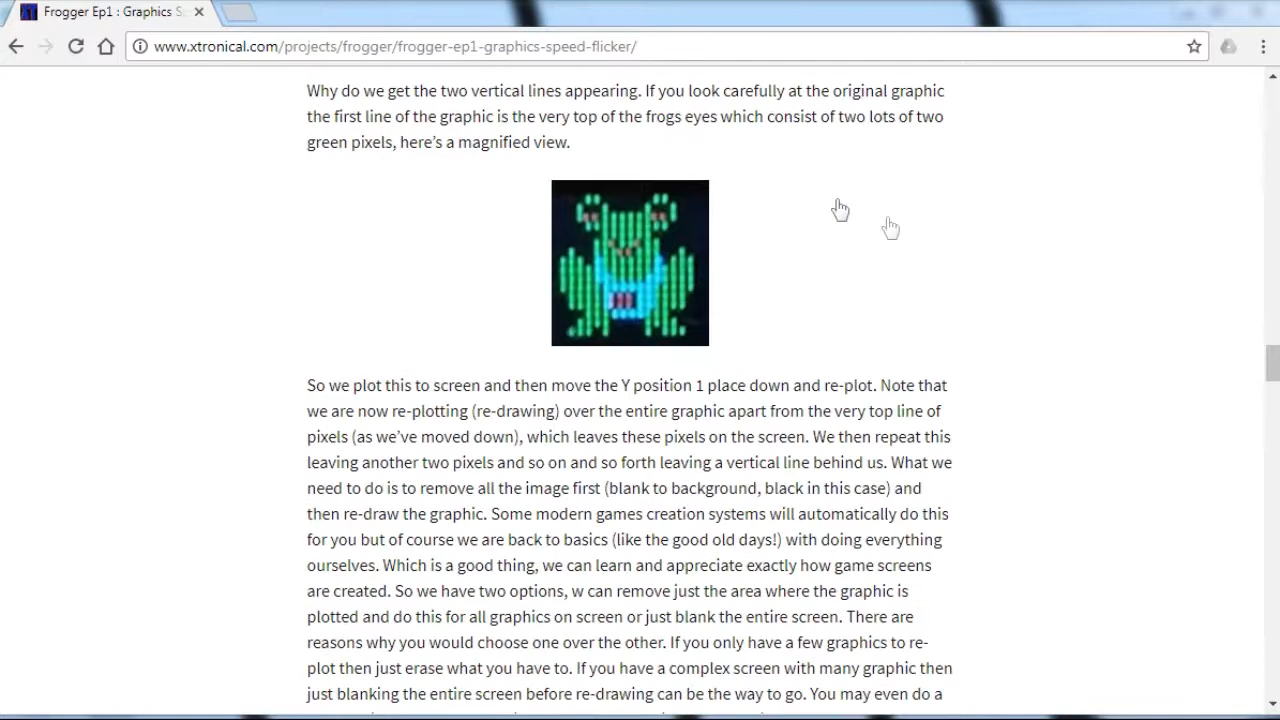 Frogger Ep1 : Graphics S
www.xtronical.com/projects/frogger/frogger-ep1-graphics-speed-flicker/
Why do we get the two vertical lines appearing. If you look carefully at the original graphic
the first line of the graphic is the very top of the frogs eyes which consist of two lots of two
green pixels, here’s a magnified view.
So we plot this to screen and then move the Y position 1 place down and re-plot. Note that
we are now re-plotting (re-drawing) over the entire graphic apart from the very top line of
pixels (as we’ve moved down), which leaves these pixels on the screen. We then repeat this
leaving another two pixels and so on and so forth leaving a vertical line behind us. What we
need to do is to remove all the image first (blank to background, black in this case) and
then re-draw the graphic. Some modern games creation systems will automatically do this
for you but of course we are back to basics (like the good old days!) with doing everything
ourselves. Which is a good thing, we can learn and appreciate exactly how game screens
are created. So we have two options, w can remove just the area where the graphic is
plotted and do this for all graphics on screen or just blank the entire screen. There are
reasons why you would choose one over the other. If you only have a few graphics to re-
plot then just erase what you have to. If you have a complex screen with many graphic then
just blanking the entire screen before re-drawing can be the way to go. You may even do a